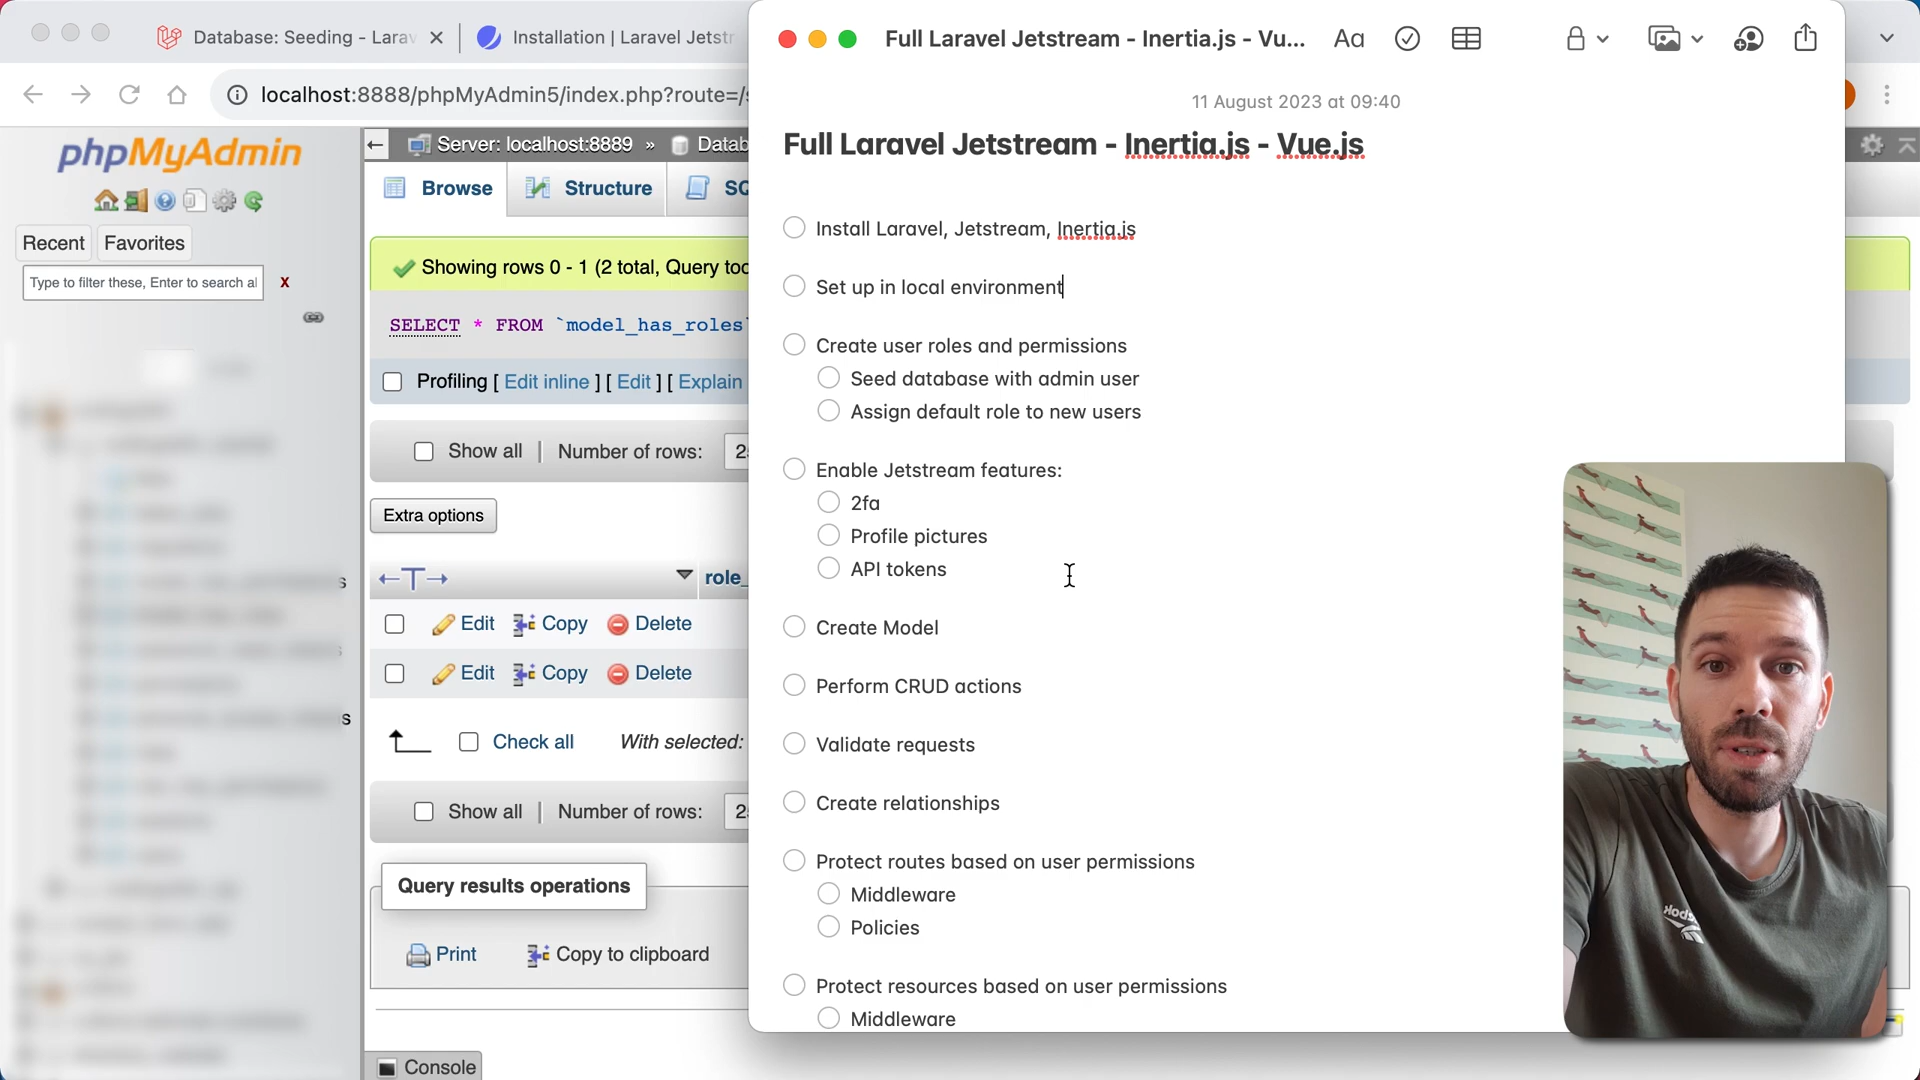 Database: Seeding - Larav
Installation | Laravel Jetstr
localhost:8888/phpMyAdmin5/index.php?route=/s
phpMyAdmin
Recent
Favorites
Type to filter these, Enter to search al
x
Server: localhost:8889 »
Datab
Browse
Structure
SQ
Showing rows 0 - 1 (2 total, Query too
SELECT * FROM `model_has_roles`
Profiling [ Edit inline ] [ Edit ] [ Explain
Show all
Number of rows:
Extra options
←T→
role_
Edit
Copy
Delete
Edit
Copy
Delete
Check all
With selected:
Show all
Number of rows:
Query results operations
Print
Copy to clipboard
Console
Full Laravel Jetstream - Inertia.js - Vu...
Aa
11 August 2023 at 09:40
Full Laravel Jetstream - Inertia.js - Vue.js
Install Laravel, Jetstream, Inertia.js
Set up in local environment
Create user roles and permissions
Seed database with admin user
Assign default role to new users
Enable Jetstream features:
2fa
Profile pictures
API tokens
Create Model
Perform CRUD actions
Validate requests
Create relationships
Protect routes based on user permissions
Middleware
Policies
Protect resources based on user permissions
Middleware